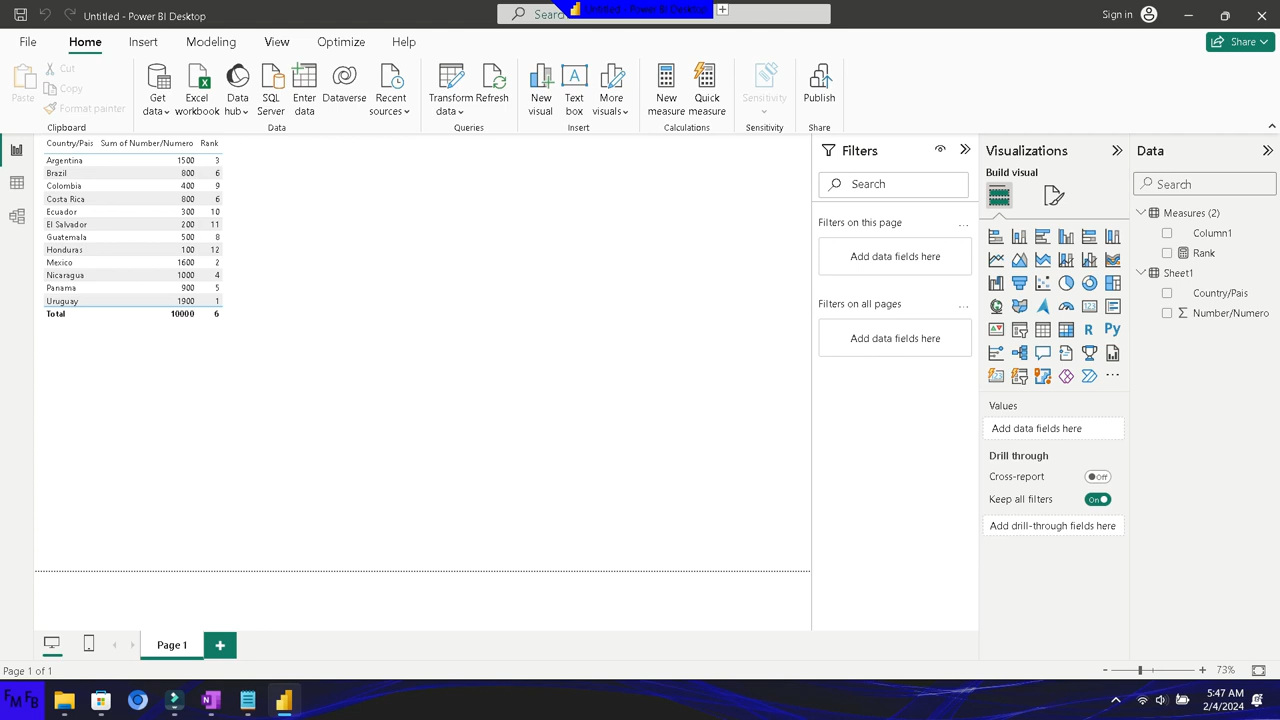 Untitled - Power BI Desktop
Untitled - Power BI Desktop
Sign in
File Home Insert Modeling View Optimize Help
Share
Paste
Cut
Copy
Format painter
Get data
Excel workbook
Data hub
SQL Server
Enter data
Dataverse
Recent sources
Transform data
Refresh
New visual
Text box
More visuals
New measure
Quick measure
Sensitivity
Publish
Clipboard Data Queries Insert Calculations Sensitivity Share
Country/Pais Sum of Number/Numero Rank
Argentina 1500 3
Brazil 800 6
Colombia 400 9
Costa Rica 800 6
Ecuador 300 10
El Salvador 200 11
Guatemala 500 8
Honduras 100 12
Mexico 1600 2
Nicaragua 1000 4
Panama 900 5
Uruguay 1900 1
Total 10000 6
Filters
Search
Filters on this page
Add data fields here
Filters on all pages
Add data fields here
Visualizations
Build visual
R Py
123
Values
Add data fields here
Drill through
Cross-report Off
Keep all filters On
Add drill-through fields here
Data
Search
Measures (2)
Column1
Rank
Sheet1
Country/Pais
Number/Numero
Page 1
Page 1 of 1
73%
FM FB
5:47 AM
2/4/2024